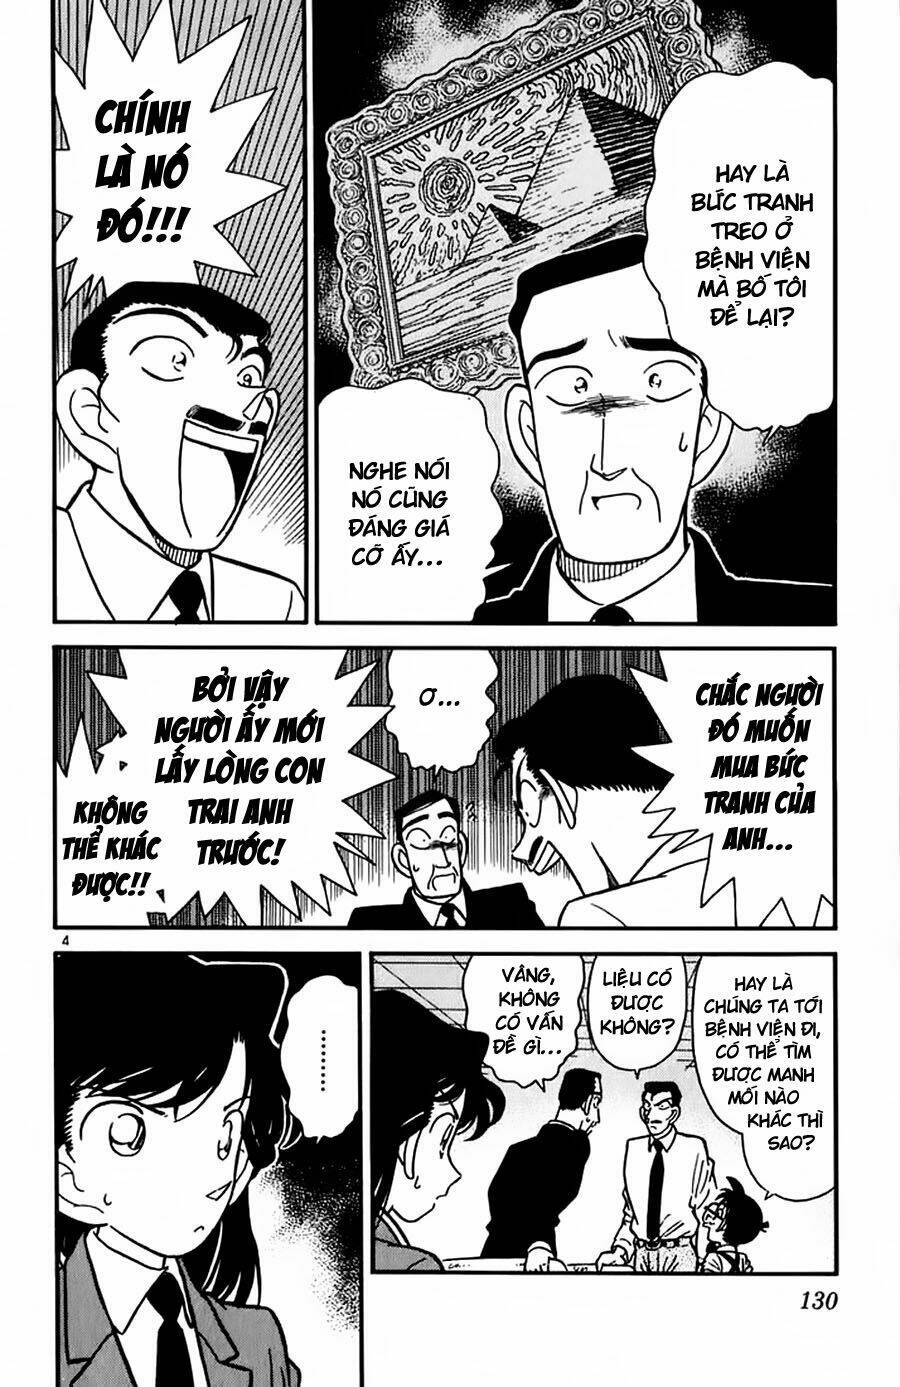 HAY LÀ
BỨC TRANH
TREO Ở
BỆNH VIỆN
MÀ BỐ TÔI
ĐỂ LẠI?
NGHE NÓI
NÓ CŨNG
ĐÁNG GIÁ
CỠ ẤY...
CHÍNH
LÀ NÓ
ĐÓ!!!
CHẮC NGƯỜI
ĐÓ MUỐN
MUA BỨC
TRANH CỦA
ANH...
Ơ...
BỞI VẬY
NGƯỜI ẤY MỚI
LẤY LÒNG CON
TRAI ANH
TRƯỚC!
KHÔNG
THỂ KHÁC
ĐƯỢC!!
4
HAY LÀ
CHÚNG TA TỚI
BỆNH VIỆN ĐI,
CÓ THỂ TÌM
ĐƯỢC MANH
MỐI NÀO
KHÁC THÌ
SAO?
LIỆU CÓ
ĐƯỢC
KHÔNG?
VÂNG,
KHÔNG
CÓ VẤN
ĐỀ GÌ...
.........
130